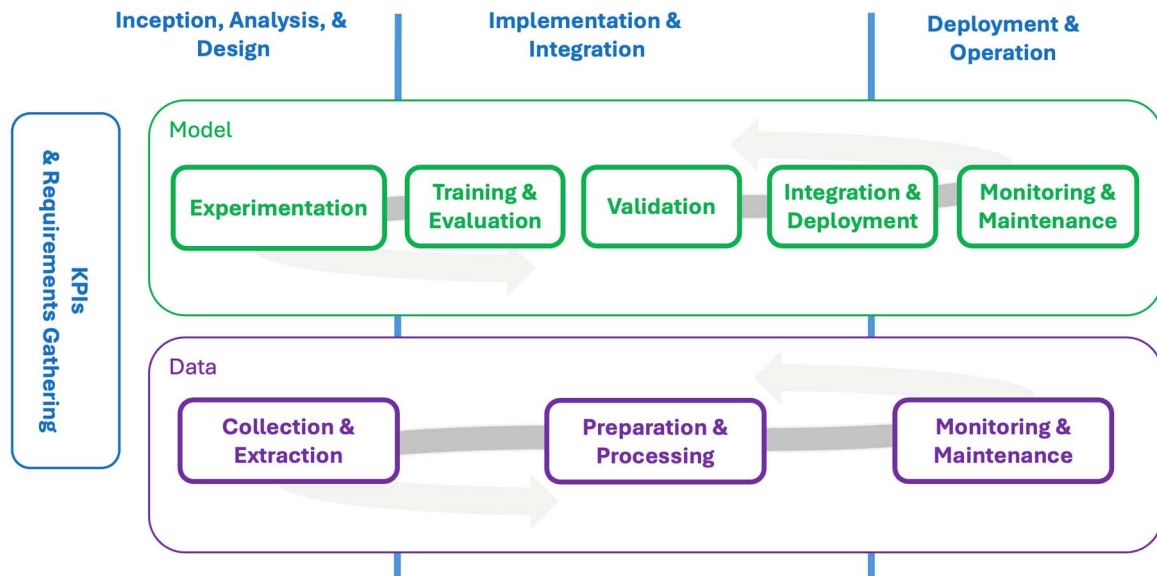 Inception, Analysis, &
Design
Implementation &
Integration
Deployment &
Operation
KPIs
& Requirements Gathering
Model
Experimentation
Training &
Evaluation
Validation
Integration &
Deployment
Monitoring &
Maintenance
Data
Collection &
Extraction
Preparation &
Processing
Monitoring &
Maintenance